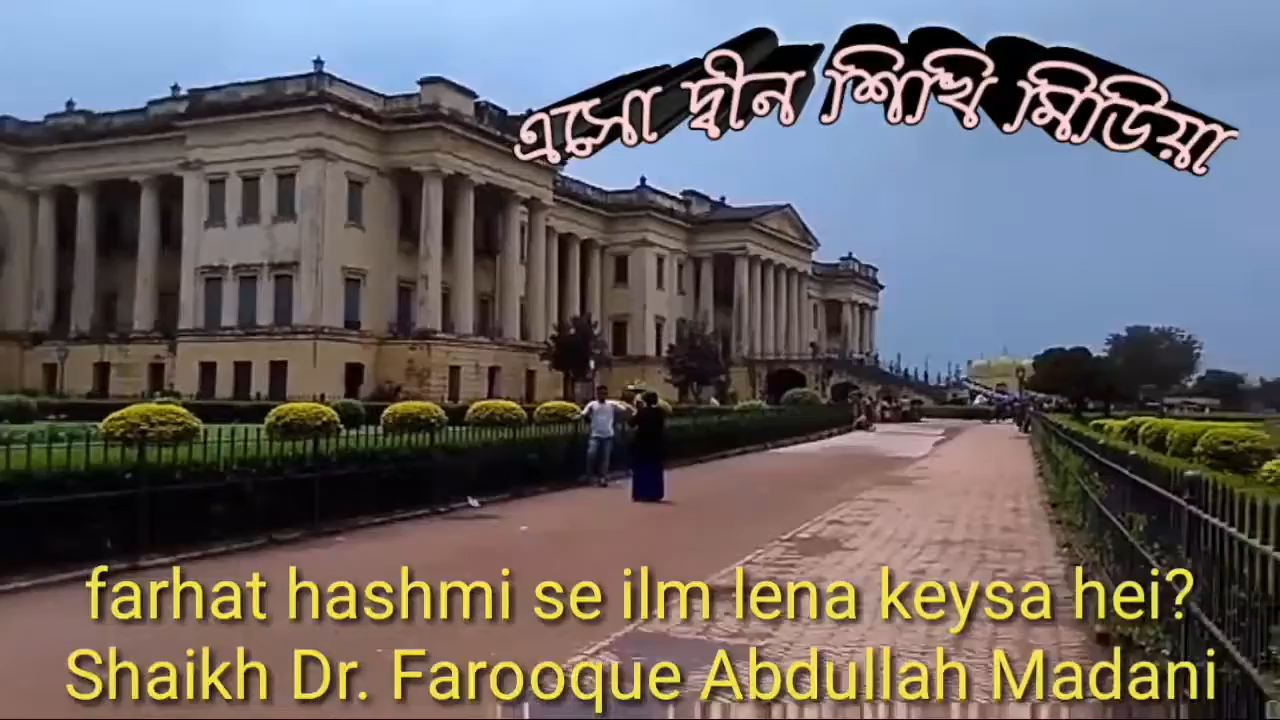 এসো দ্বীন শিখি মিডিয়া
farhat hashmi se ilm lena keysa hei?
Shaikh Dr. Farooque Abdullah Madani